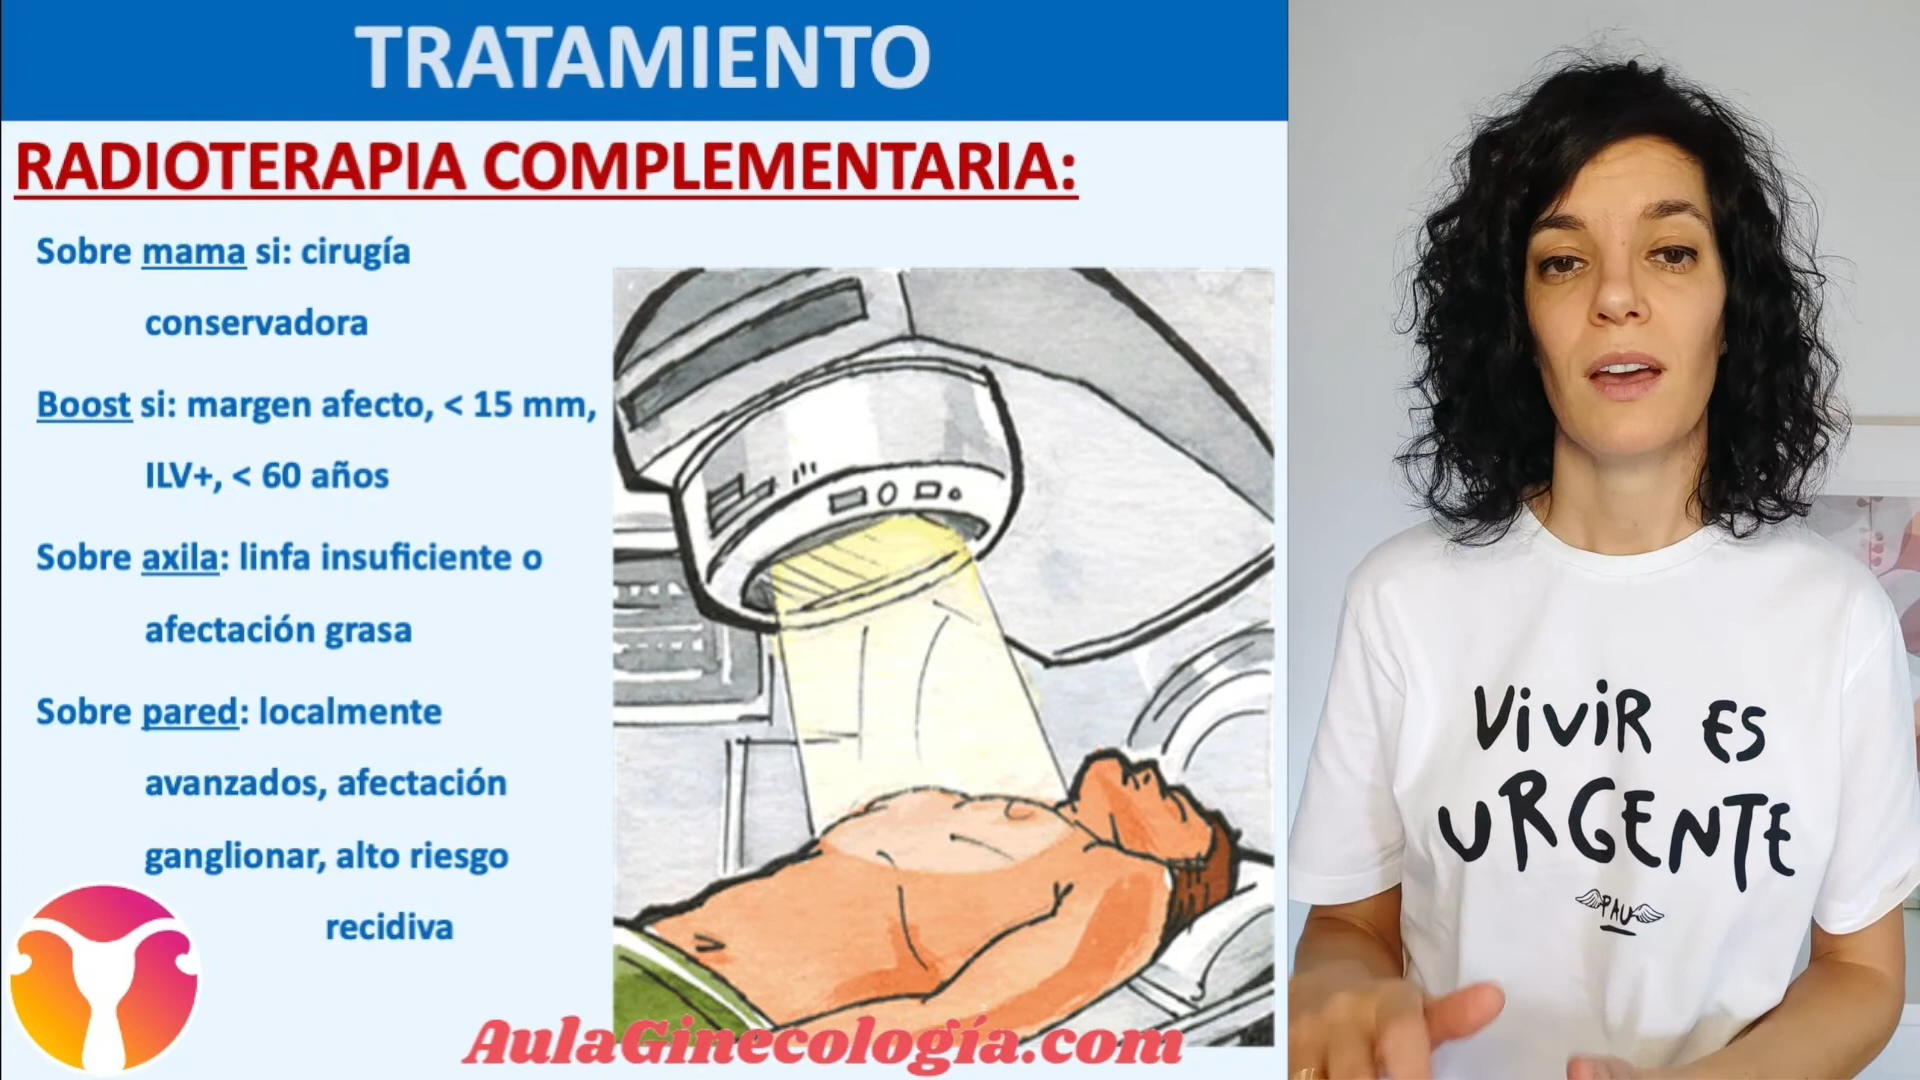 TRATAMIENTO
RADIOTERAPIA COMPLEMENTARIA:
Sobre mama si: cirugía
conservadora
Boost si: margen afecto, < 15 mm,
ILV+, < 60 años
Sobre axila: linfa insuficiente o
afectación grasa
Sobre pared: localmente
avanzados, afectación
ganglionar, alto riesgo
recidiva
AulaGinecología.com
ViViR ES
URGENTE
PAU